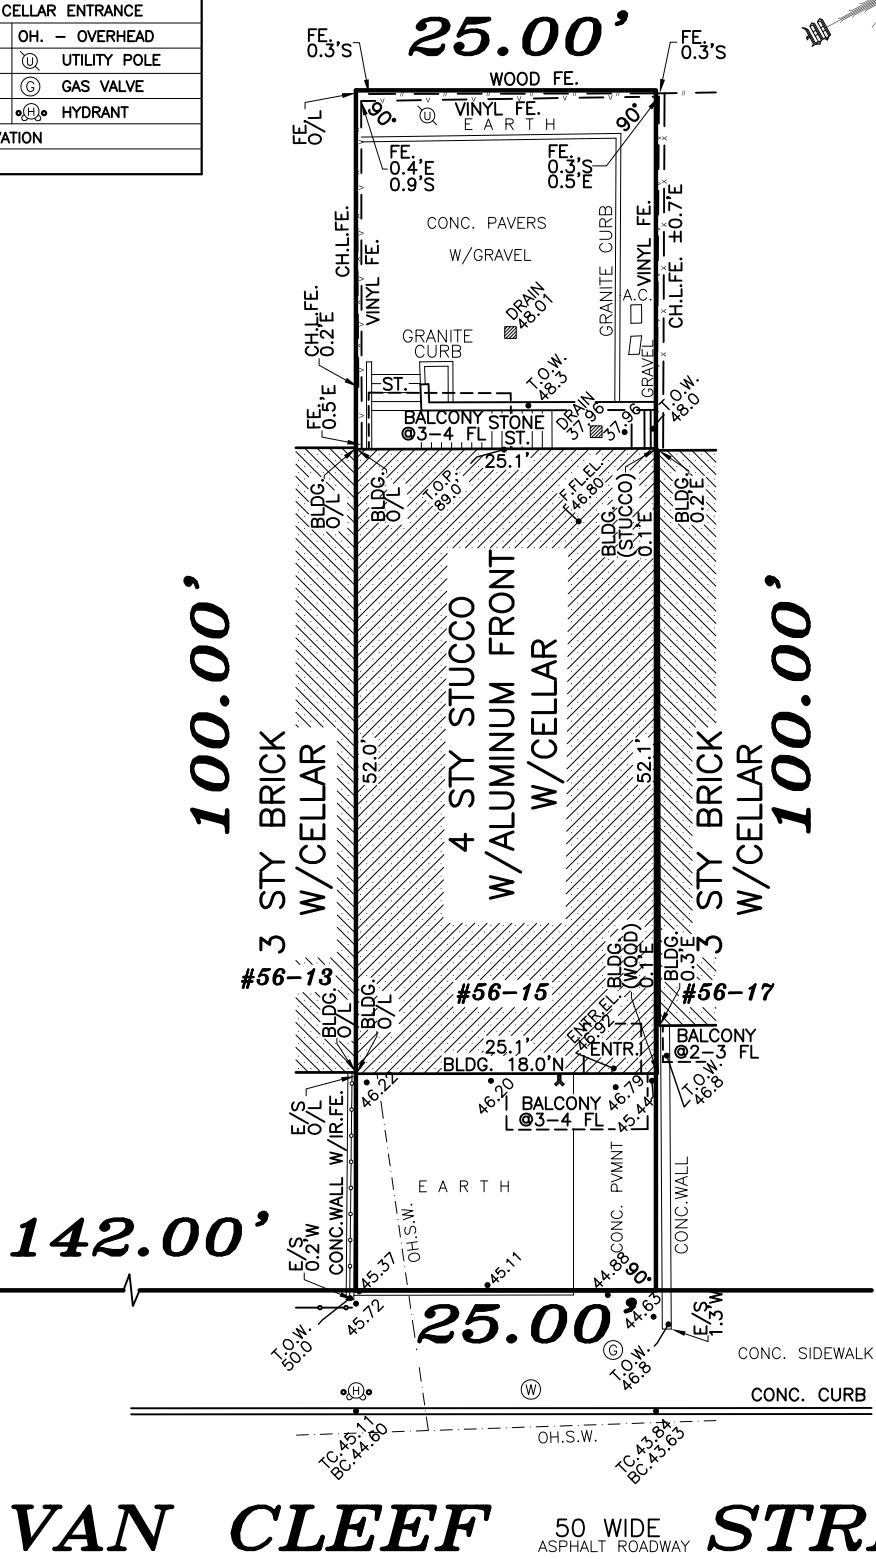 CELLAR ENTRANCE
OH. – OVERHEAD
U UTILITY POLE
G GAS VALVE
H HYDRANT
VATION
25.00'
FE.
0.3'S
FE.
0.3'S
WOOD FE.
VINYL FE.
U
E A R T H
90°
90°
FE.
O/L
FE.
0.4'E
0.9'S
FE.
0.3'S
0.5'E
CH.L.FE.
VINYL FE.
CONC. PAVERS
W/GRAVEL
GRANITE CURB
VINYL FE.
CH.L.FE. ±0.7'E
A.C.
DRAIN
48.01
CH.L.FE.
0.2'E
GRANITE
CURB
GRAVEL
ST.
T.O.W.
48.3
T.O.W.
48.0
FE.
0.5'E
BALCONY
@3–4 FL
STONE
ST.
DRAIN
37.96
37.96
25.1'
BLDG.
O/L
BLDG.
O/L
T.O.P.
89.0'
F.FL.EL.
46.80
BLDG.
(STUCCO)
0.1'E
BLDG.
0.2'E
100.00'
100.00'
3 STY BRICK
W/CELLAR
52.0'
4 STY STUCCO
W/ALUMINUM FRONT
W/CELLAR
52.1'
3 STY BRICK
W/CELLAR
#56–13
#56–15
#56–17
BLDG.
O/L
BLDG.
O/L
BLDG.
(WOOD)
0.1'E
BLDG.
0.3'E
ENTR.EL.
46.92
ENTR.
25.1'
BLDG. 18.0'N
BALCONY
@2–3 FL
T.O.W.
46.8
46.22
46.20
46.79
45.44
BALCONY
@3–4 FL
E/S
O/L
CONC.WALL W/IR.FE.
E A R T H
OH.S.W.
CONC. PVMNT
CONC.WALL
142.00'
E/S
0.2'W
45.37
45.72
45.11
44.88
90°
44.63
25.00'
E/S
1.3'W
T.O.W.
50.0
G
T.O.W.
46.8
CONC. SIDEWALK
H
W
CONC. CURB
TC:45.11
BC:44.60
OH.S.W.
TC:43.84
BC:43.63
VAN CLEEF
50 WIDE
ASPHALT ROADWAY
STR